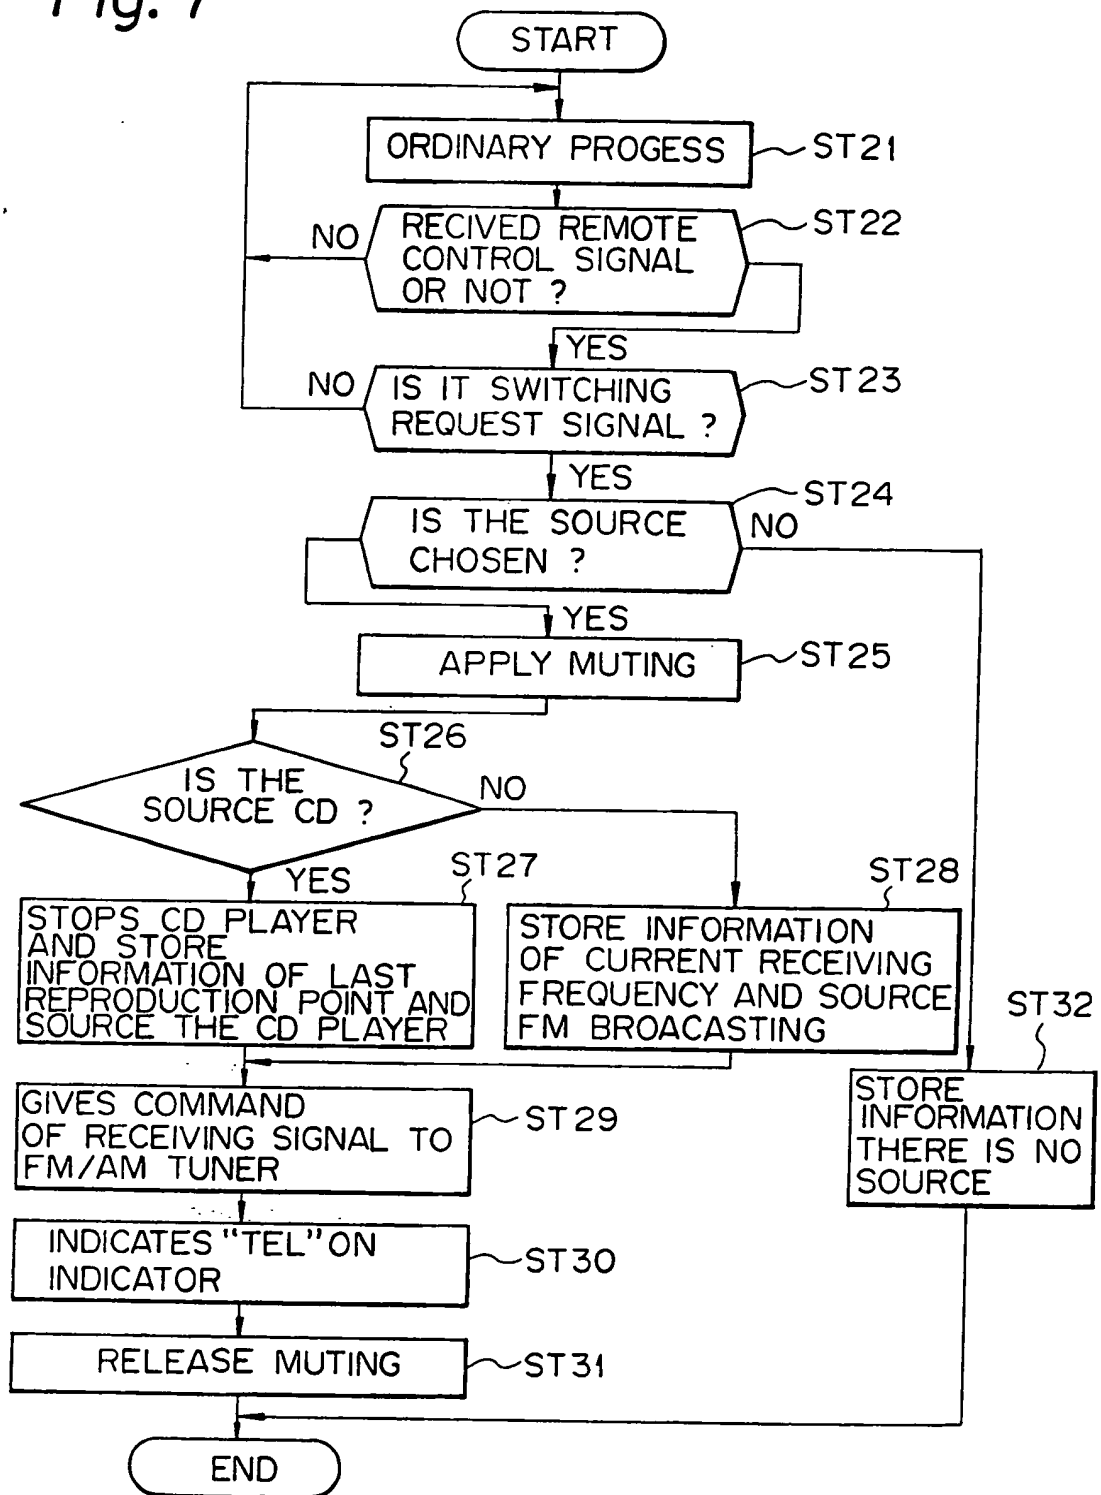 Fig. 7
START
ORDINARY PROGESS
ST21
RECIVED REMOTE
CONTROL SIGNAL
OR NOT ?
ST22
NO
YES
IS IT SWITCHING
REQUEST SIGNAL ?
ST23
NO
YES
IS THE SOURCE
CHOSEN ?
ST24
NO
YES
APPLY MUTING
ST25
IS THE
SOURCE CD ?
ST26
NO
YES
STOPS CD PLAYER
AND STORE
INFORMATION OF LAST
REPRODUCTION POINT AND
SOURCE THE CD PLAYER
ST27
STORE INFORMATION
OF CURRENT RECEIVING
FREQUENCY AND SOURCE
FM BROACASTING
ST28
GIVES COMMAND
OF RECEIVING SIGNAL TO
FM/AM TUNER
ST29
STORE
INFORMATION
THERE IS NO
SOURCE
ST32
INDICATES "TEL" ON
INDICATOR
ST30
RELEASE MUTING
ST31
END